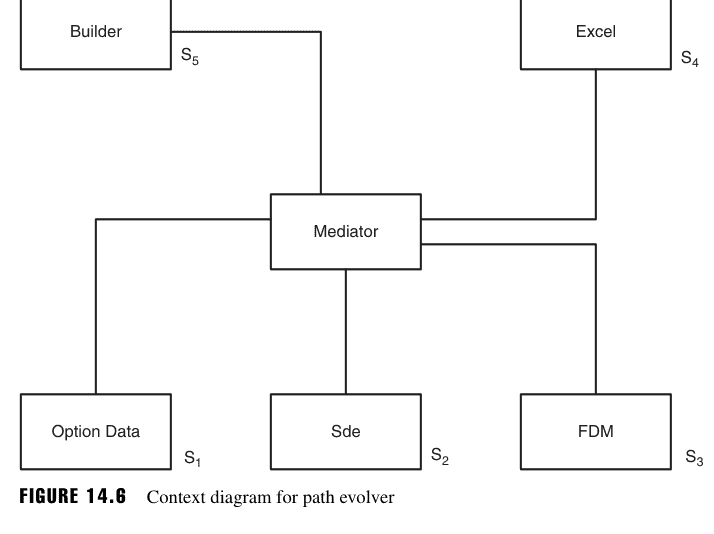 Builder
S5
Excel
S4
Mediator
Option Data
S1
Sde
S2
FDM
S3
FIGURE 14.6 Context diagram for path evolver